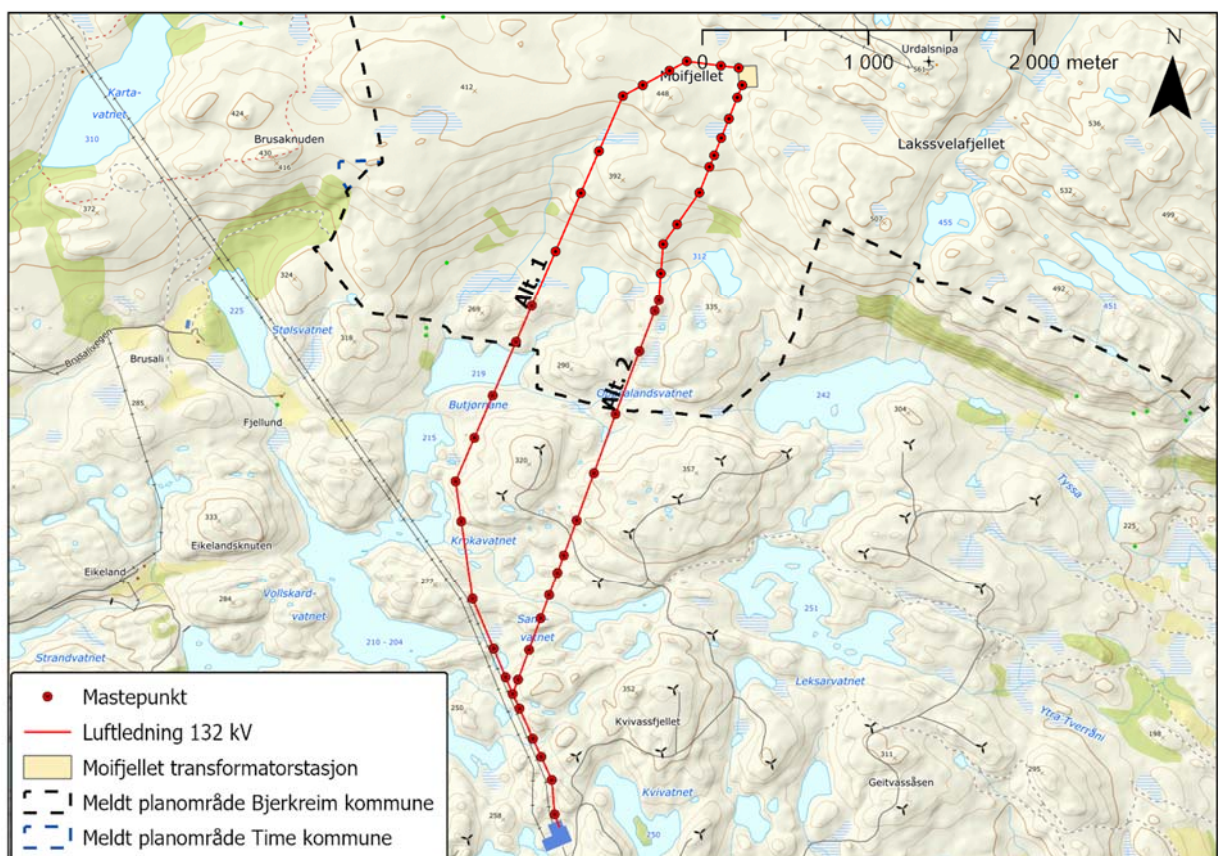 Urdalsnipa
561
0 1 000 2 000 meter
N
Karta-
vatnet
310
412
Moifjellet
448
424
Brusaknuden
430
416
536
Lakssvelafjellet
392
532
372
507
455
499
324
312
492
451
225
Stølsvatnet
Alt. 1
269
335
318
Brusalivegen
Brusali
290
219
Alt. 2
242
Butjørnane
285
304
Fjellund
215
320
357
Tyssa
333
225
Eikelandsknuten
Krokavatnet
Eikeland
277
284
Vollskard-
vatnet
251
210 - 204
vatnet
Strandvatnet
Leksarvatnet
352
250
Kvivassfjellet
Ytra Tverråni
198
311
295
Geitvassåsen
Kvivatnet
258
250
Mastepunkt
Luftledning 132 kV
Moifjellet transformatorstasjon
Meldt planområde Bjerkreim kommune
Meldt planområde Time kommune